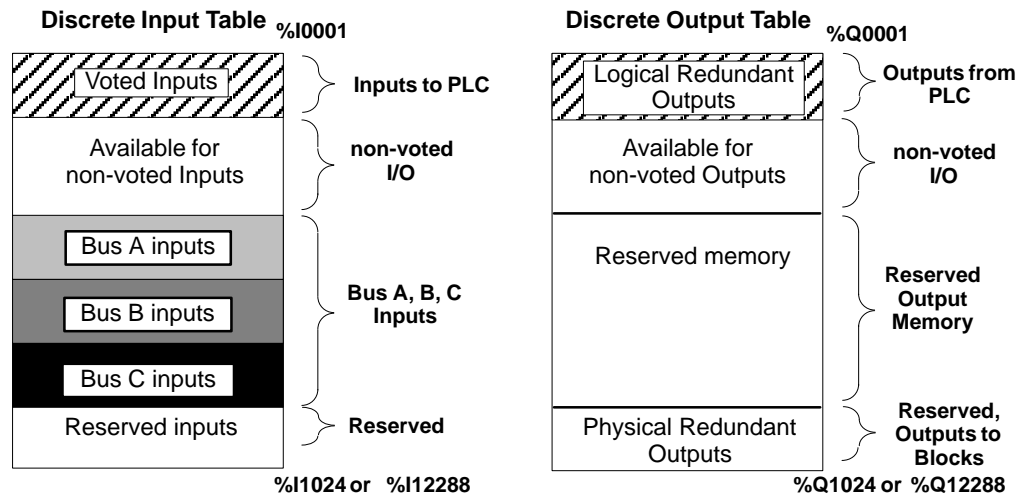 Discrete Input Table
%I0001
Voted Inputs
Inputs to PLC
Available for
non-voted Inputs
non-voted
I/O
Bus A inputs
Bus B inputs
Bus C inputs
Bus A, B, C
Inputs
Reserved inputs
Reserved
%I1024 or %I12288
Discrete Output Table
%Q0001
Logical Redundant
Outputs
Outputs from
PLC
Available for
non-voted Outputs
non-voted
I/O
Reserved memory
Reserved
Output
Memory
Physical Redundant
Outputs
Reserved,
Outputs to
Blocks
%Q1024 or %Q12288